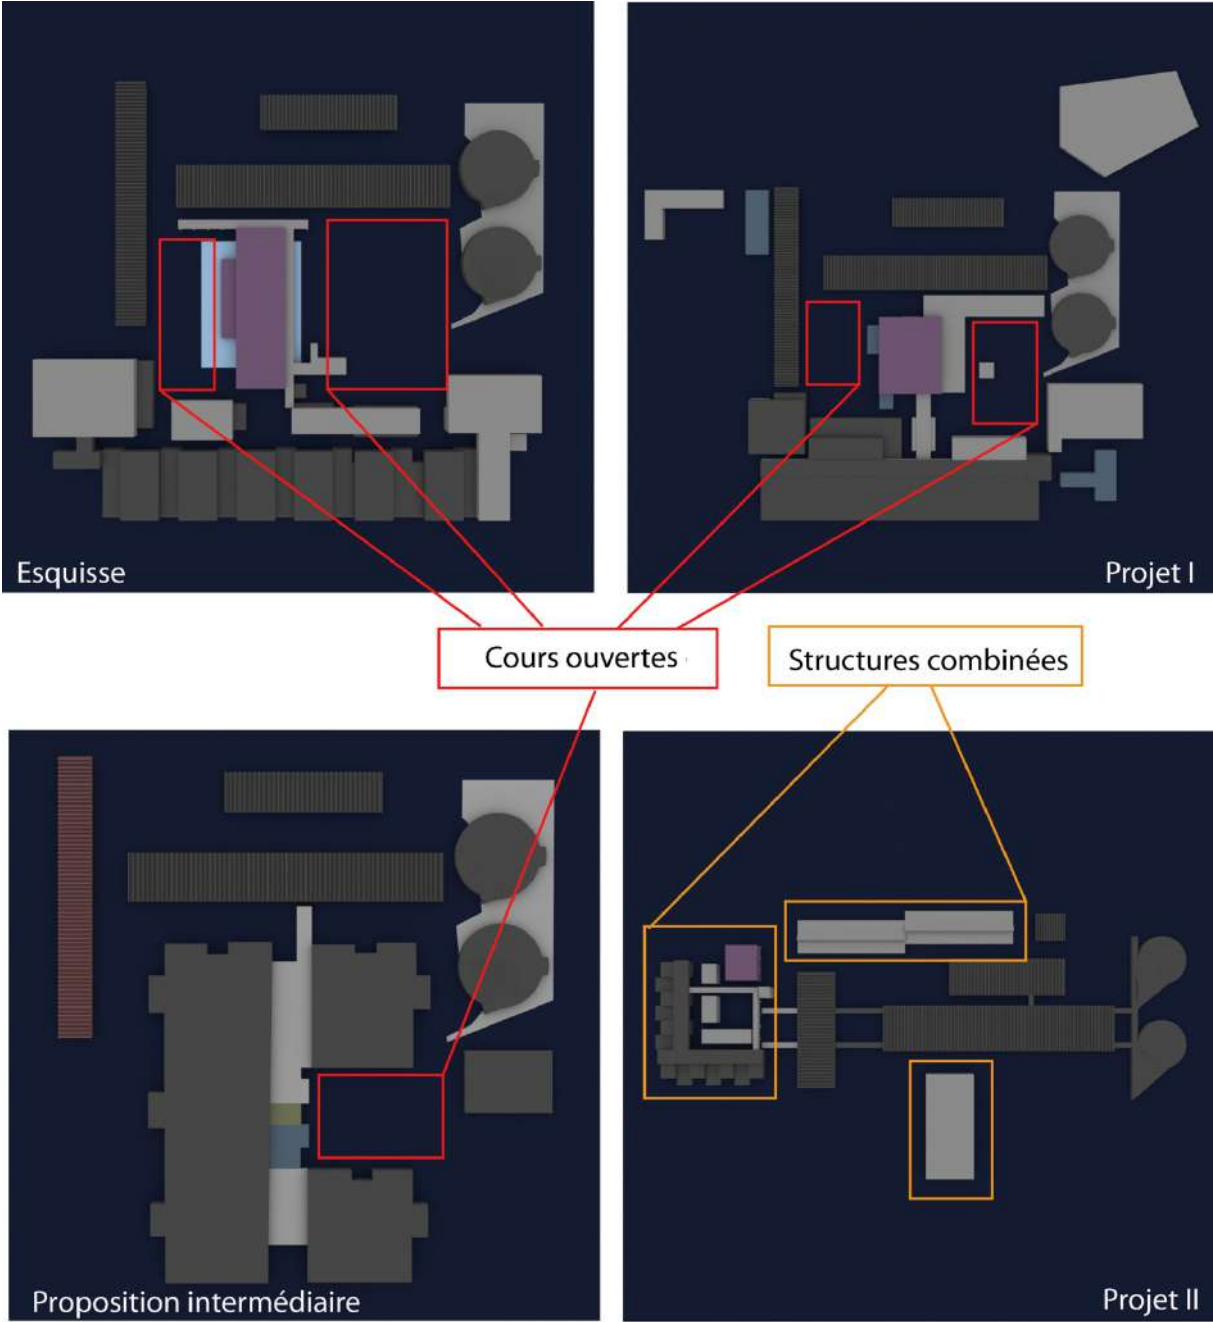 Esquisse
Projet I
Cours ouvertes
Structures combinées
Proposition intermédiaire
Projet II